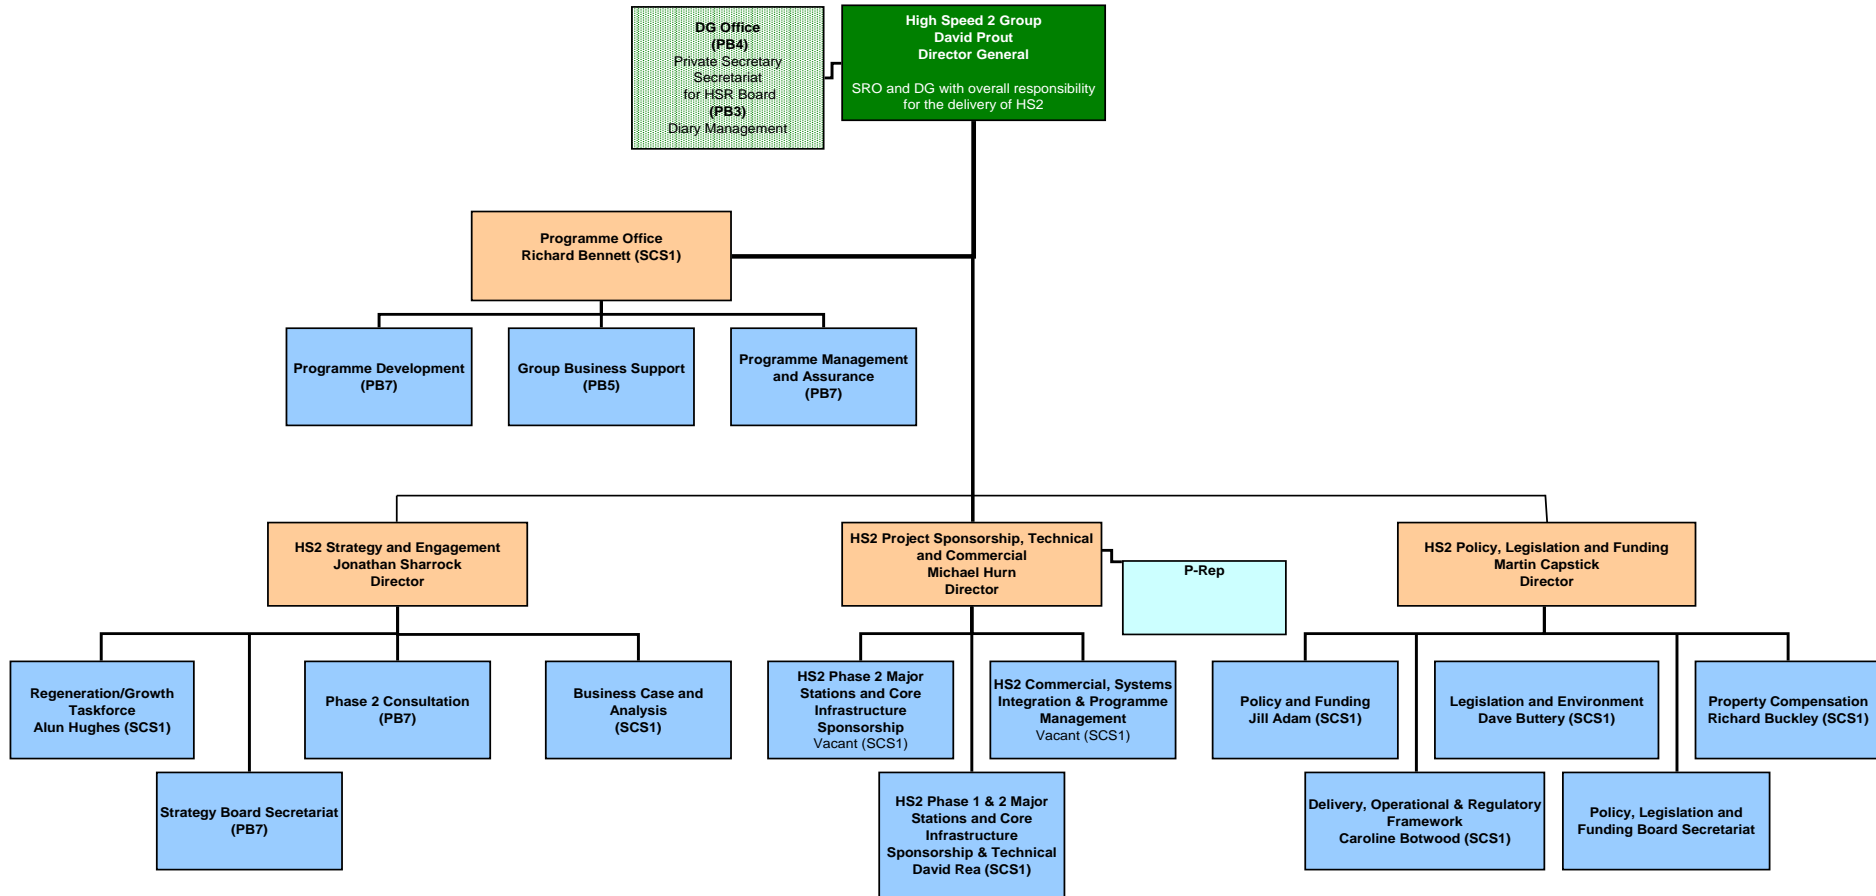 DG Office
(PB4)
Private Secretary
Secretariat
for HSR Board
(PB3)
Diary Management
High Speed 2 Group
David Prout
Director General
SRO and DG with overall responsibility
for the delivery of HS2
Programme Office
Richard Bennett (SCS1)
Programme Development
(PB7)
Group Business Support
(PB5)
Programme Management
and Assurance
(PB7)
HS2 Strategy and Engagement
Jonathan Sharrock
Director
HS2 Project Sponsorship, Technical
and Commercial
Michael Hurn
Director
P-Rep
HS2 Policy, Legislation and Funding
Martin Capstick
Director
Regeneration/Growth
Taskforce
Alun Hughes (SCS1)
Phase 2 Consultation
(PB7)
Business Case and
Analysis
(SCS1)
Strategy Board Secretariat
(PB7)
HS2 Phase 2 Major
Stations and Core
Infrastructure
Sponsorship
Vacant (SCS1)
HS2 Commercial, Systems
Integration & Programme
Management
Vacant (SCS1)
HS2 Phase 1 & 2 Major
Stations and Core
Infrastructure
Sponsorship & Technical
David Rea (SCS1)
Policy and Funding
Jill Adam (SCS1)
Legislation and Environment
Dave Buttery (SCS1)
Property Compensation
Richard Buckley (SCS1)
Delivery, Operational & Regulatory
Framework
Caroline Botwood (SCS1)
Policy, Legislation and
Funding Board Secretariat